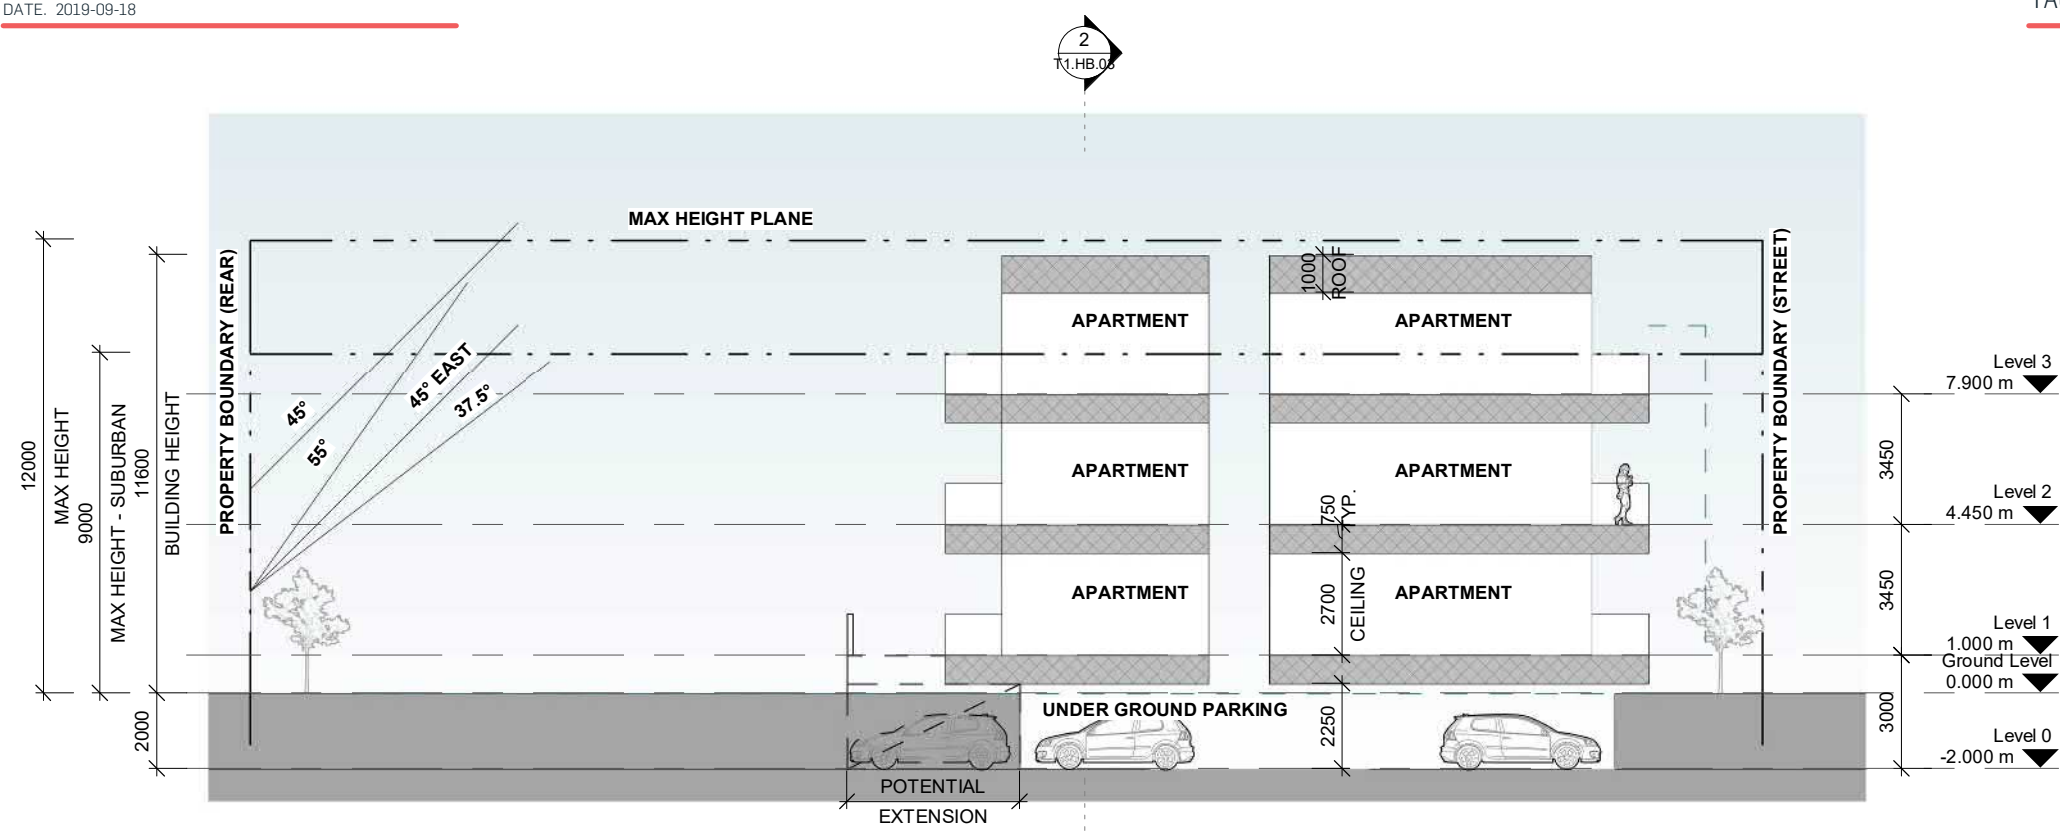 DATE. 2019-09-18
2
T1.HB.03
MAX HEIGHT PLANE
PROPERTY BOUNDARY (REAR)
PROPERTY BOUNDARY (STREET)
12000
MAX HEIGHT
9000
MAX HEIGHT - SUBURBAN
11600
BUILDING HEIGHT
2000
45°
55°
45° EAST
37.5°
1000
ROOF
APARTMENT
APARTMENT
APARTMENT
APARTMENT
750
TYP.
APARTMENT
APARTMENT
2700
CEILING
UNDER GROUND PARKING
2250
POTENTIAL
EXTENSION
3450
3450
3000
Level 3
7.900 m
Level 2
4.450 m
Level 1
1.000 m
Ground Level
0.000 m
Level 0
-2.000 m